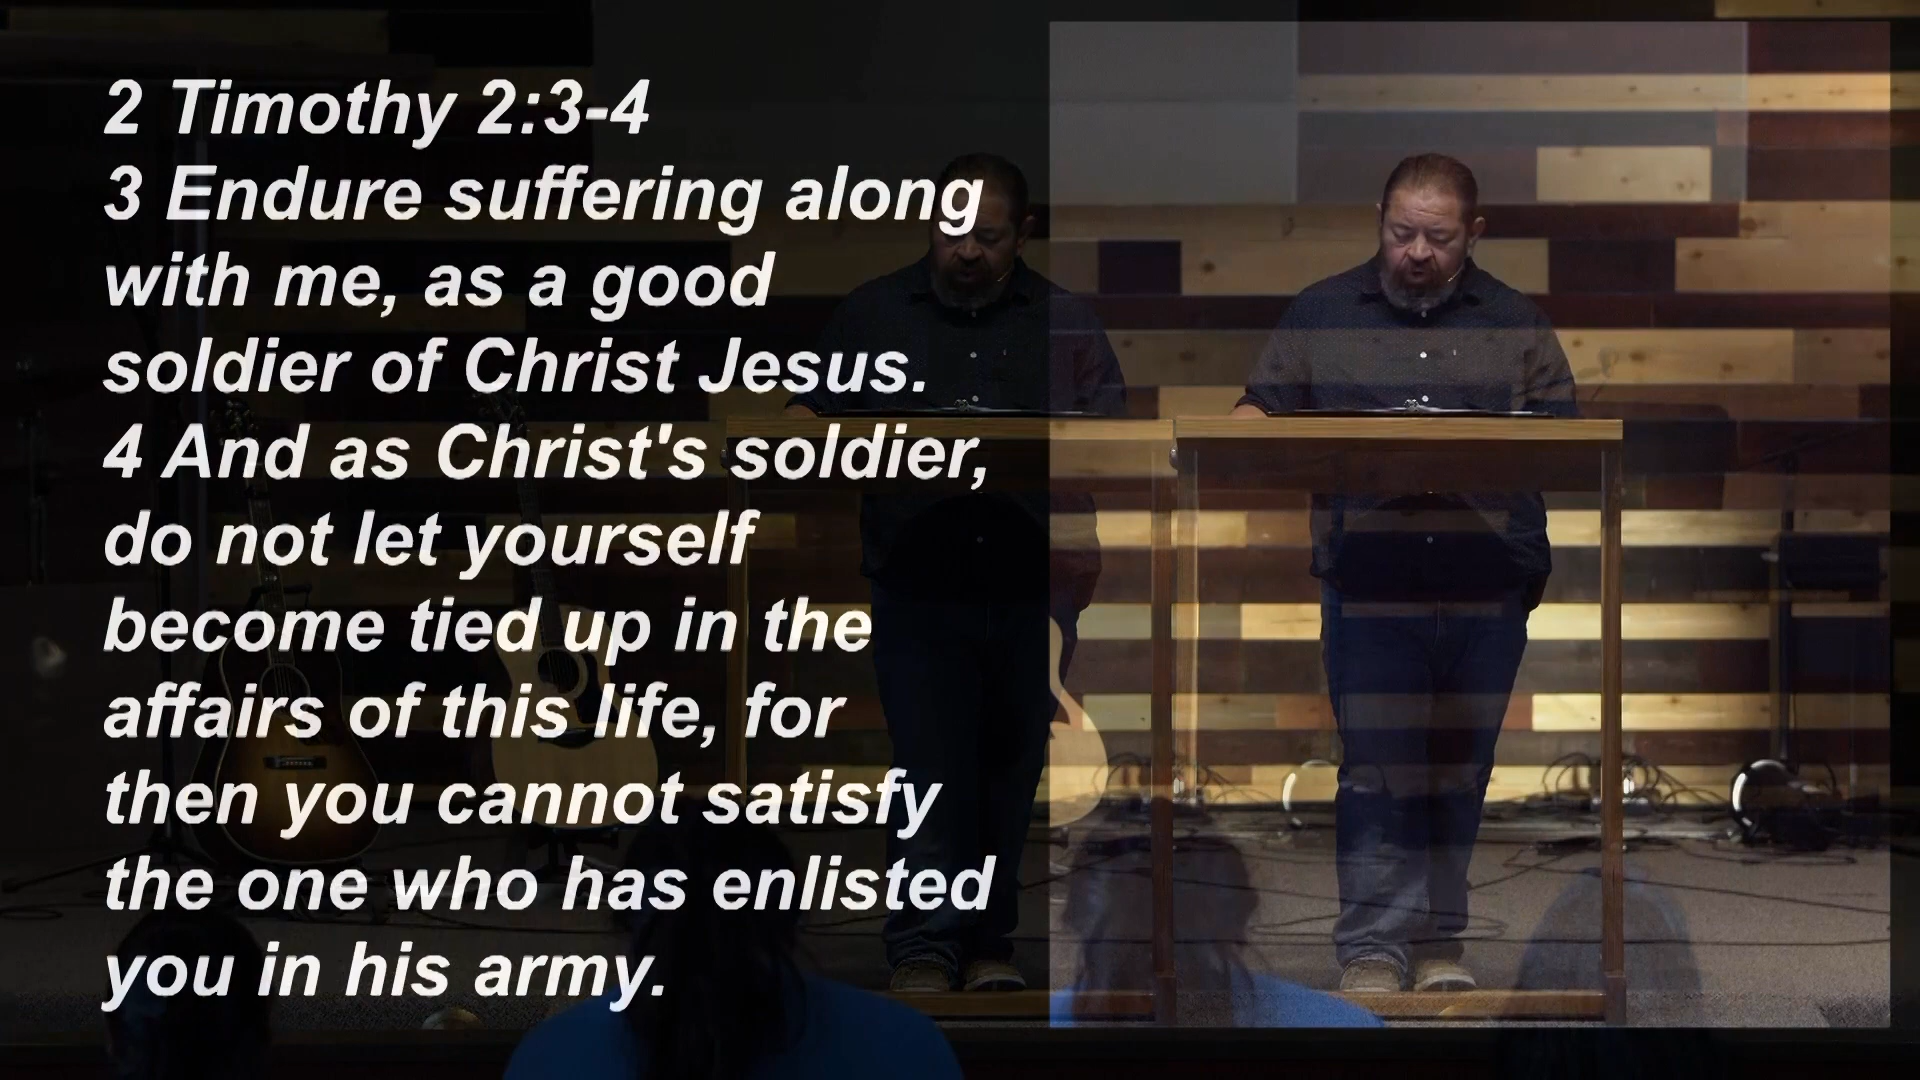 2 Timothy 2:3-4
3 Endure suffering along
with me, as a good
soldier of Christ Jesus.
4 And as Christ's soldier,
do not let yourself
become tied up in the
affairs of this life, for
then you cannot satisfy
the one who has enlisted
you in his army.